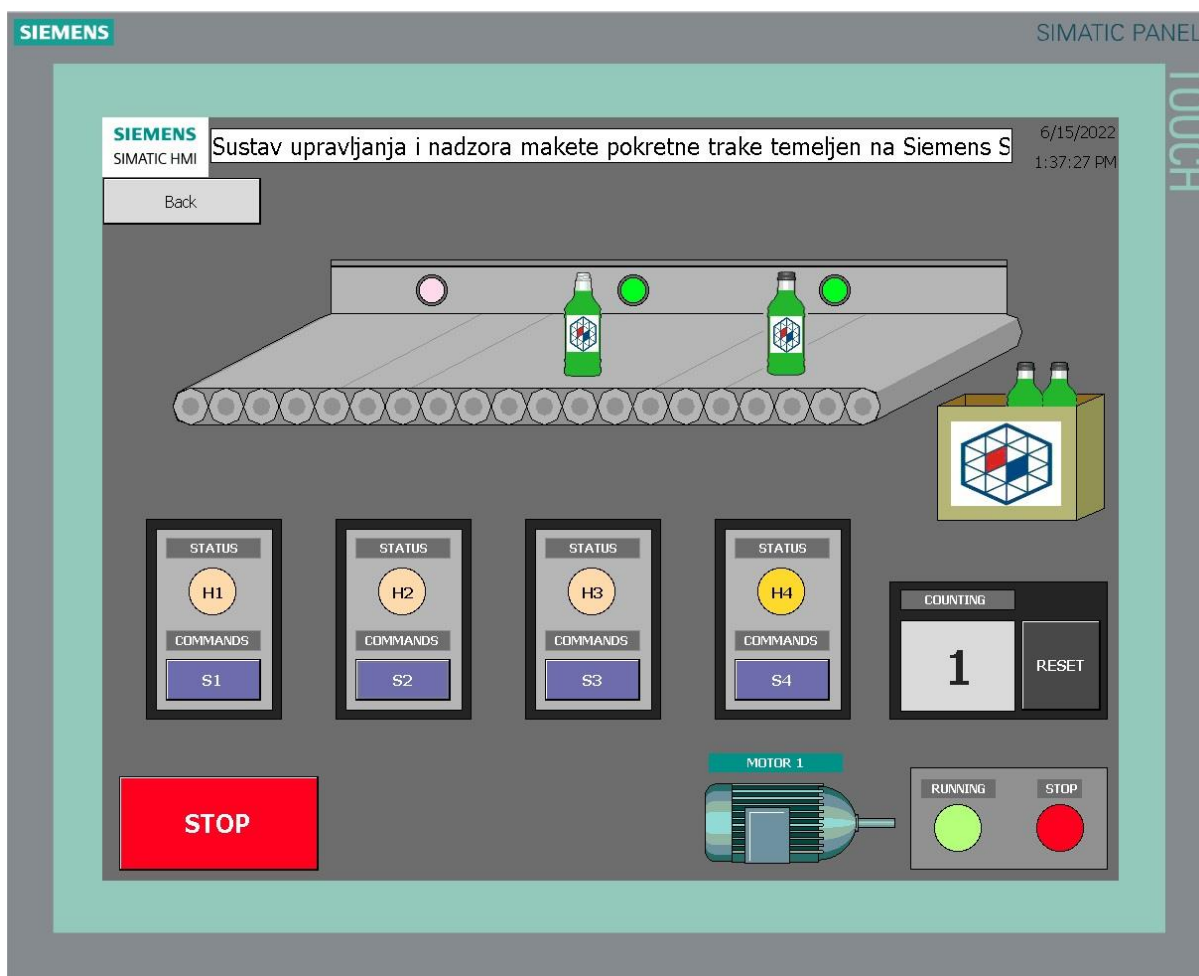 SIEMENS
SIMATIC PANEL
TOUCH
SIEMENS
SIMATIC HMI
Sustav upravljanja i nadzora makete pokretne trake temeljen na Siemens S
6/15/2022
1:37:27 PM
Back
STATUS
H1
COMMANDS
S1
STATUS
H2
COMMANDS
S2
STATUS
H3
COMMANDS
S3
STATUS
H4
COMMANDS
S4
COUNTING
1
RESET
STOP
MOTOR 1
RUNNING
STOP